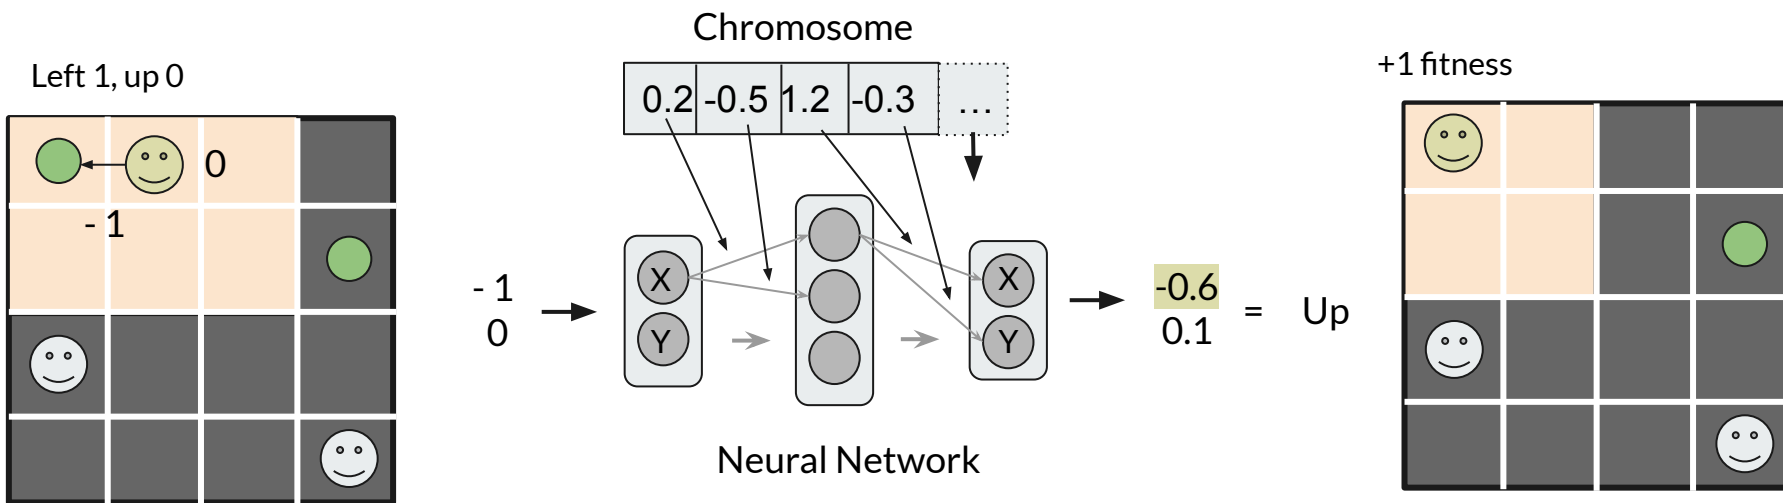 Chromosome
Left 1, up 0
+1 fitness
0.2 -0.5 1.2 -0.3 ...
0
- 1
- 1
0
X
Y
X
Y
-0.6
0.1
= Up
Neural Network